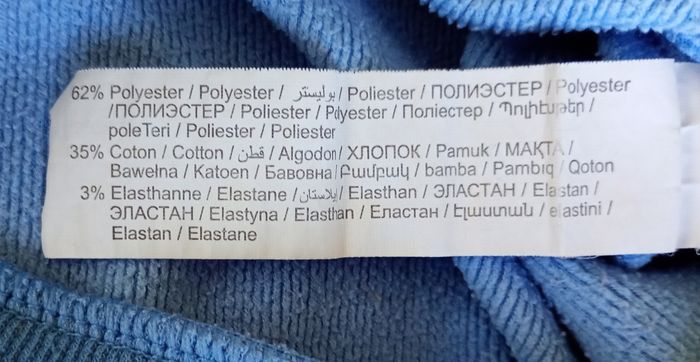 62% Polyester / Polyester / بوليستر / Poliester / ПОЛИЭСТЕР / Polyester
/ПОЛИЭСТЕР / Poliester / Polyester / Поліестер / Պոլիեսթեր /
poleTeri / Poliester / Poliester
35% Coton / Cotton / قطن / Algodon / ХЛОПОК / Pamuk / МАҚТА /
Bawełna / Katoen / Бавовна / Բամբակ / bamba / Pambıq / Qoton
3% Elasthanne / Elastane / إيلاستان / Elasthan / ЭЛАСТАН / Elastan /
ЭЛАСТАН / Elastyna / Elasthan / Еластан / Էլաստան / elastini /
Elastan / Elastane